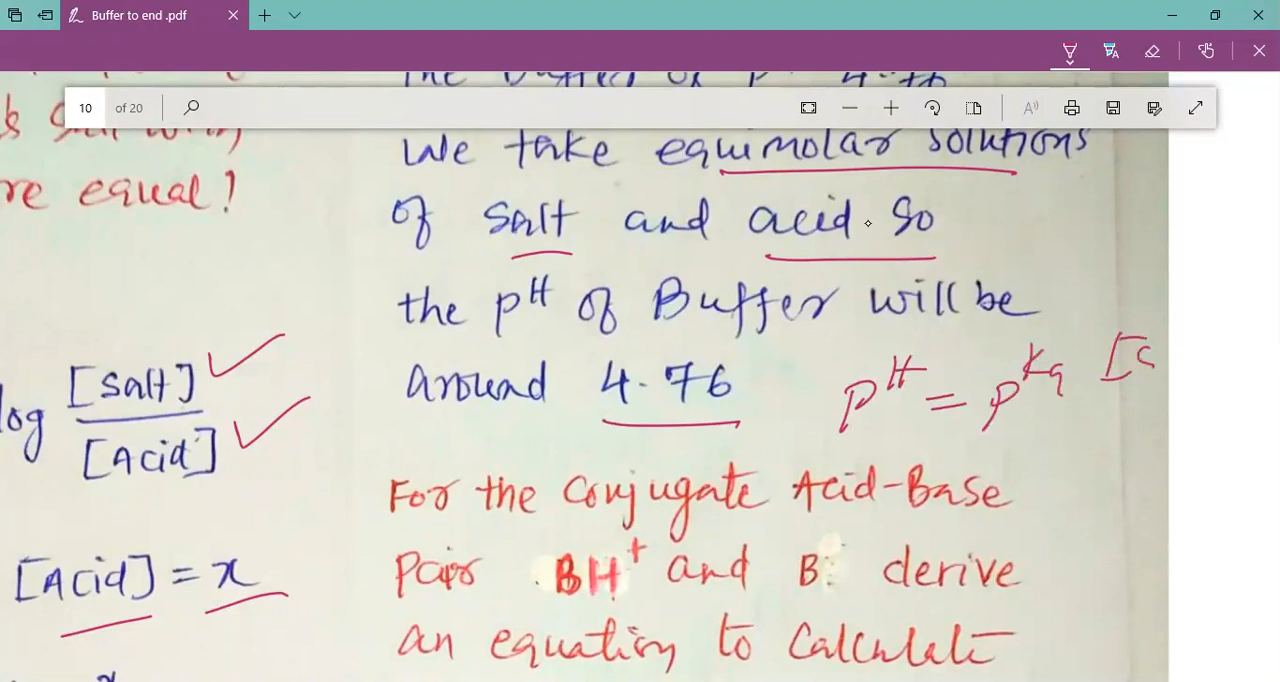 Buffer to end .pdf
10 of 20
re equal!
log [Salt]
[Acid]
[Acid] = x
We take equimolar solutions
of Salt and acid. So
the pH of Buffer will be
around 4.76
pH = pKa [S
For the Conjugate Acid-Base
Pair BH+ and B derive
an equation to Calculate